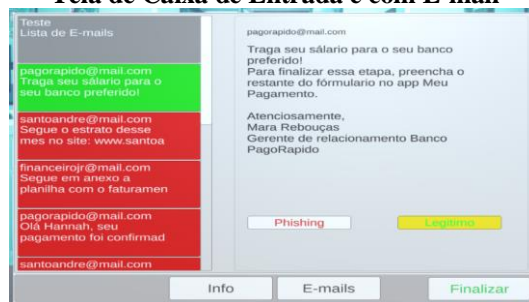 Tela de Caixa de Entrada e com E-mail
Teste
Lista de E-mails
pagorapido@mail.com
Traga seu sálario para o
seu banco preferido!
santoandre@mail.com
Segue o estrato desse
mes no site: www.santoa
financeirojr@mail.com
Segue em anexo a
planilha com o faturamen
pagorapido@mail.com
Olá Hannah, seu
pagamento foi confirmad
santoandre@mail.com
pagorapido@mail.com
Traga seu sálario para o seu banco
preferido!
Para finalizar essa etapa, preencha o
restante do fórmulario no app Meu
Pagamento.
Atenciosamente,
Mara Rebouças
Gerente de relacionamento Banco
PagoRapido
Phishing
Legítimo
Info
E-mails
Finalizar